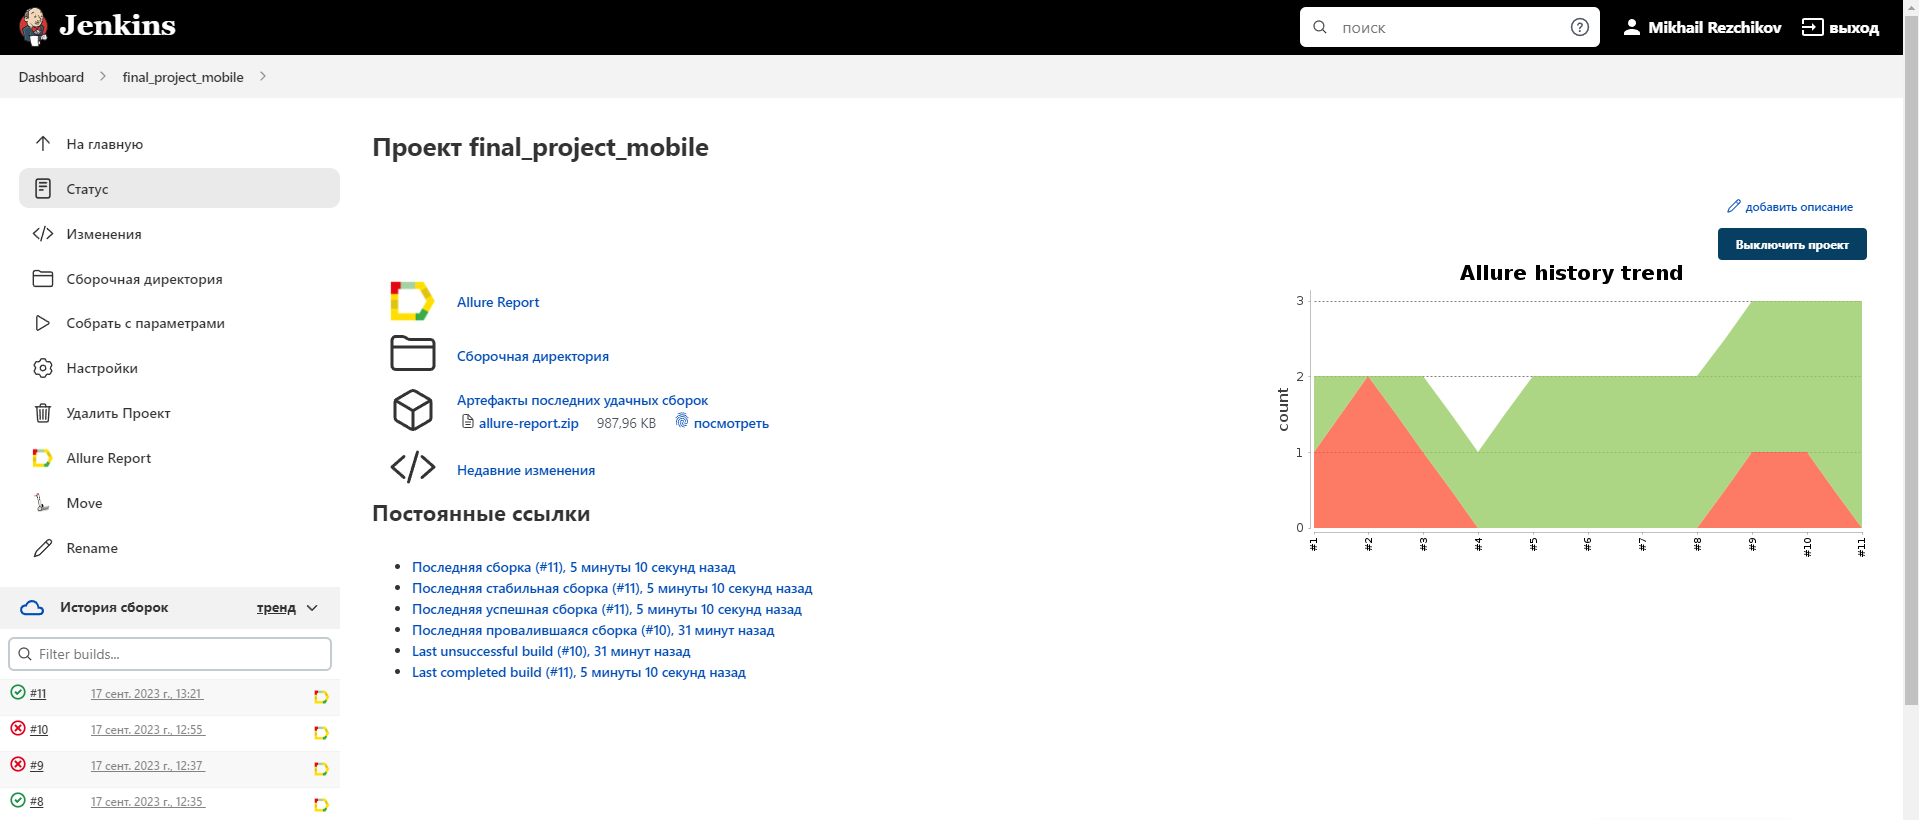 Jenkins
поиск
Mikhail Rezchikov
выход
Dashboard
final_project_mobile
На главную
Статус
Изменения
Сборочная директория
Собрать с параметрами
Настройки
Удалить Проект
Allure Report
Move
Rename
История сборок
тренд
Filter builds...
#11 17 сент. 2023 г., 13:21
#10 17 сент. 2023 г., 12:55
#9 17 сент. 2023 г., 12:37
#8 17 сент. 2023 г., 12:35
Проект final_project_mobile
добавить описание
Выключить проект
Allure Report
Сборочная директория
Артефакты последних удачных сборок
allure-report.zip 987,96 KB посмотреть
Недавние изменения
Постоянные ссылки
Последняя сборка (#11), 5 минуты 10 секунд назад
Последняя стабильная сборка (#11), 5 минуты 10 секунд назад
Последняя успешная сборка (#11), 5 минуты 10 секунд назад
Последняя провалившаяся сборка (#10), 31 минут назад
Last unsuccessful build (#10), 31 минут назад
Last completed build (#11), 5 минуты 10 секунд назад
Allure history trend
count
3
2
1
0
#1 #2 #3 #4 #5 #6 #7 #8 #9 #10 #11